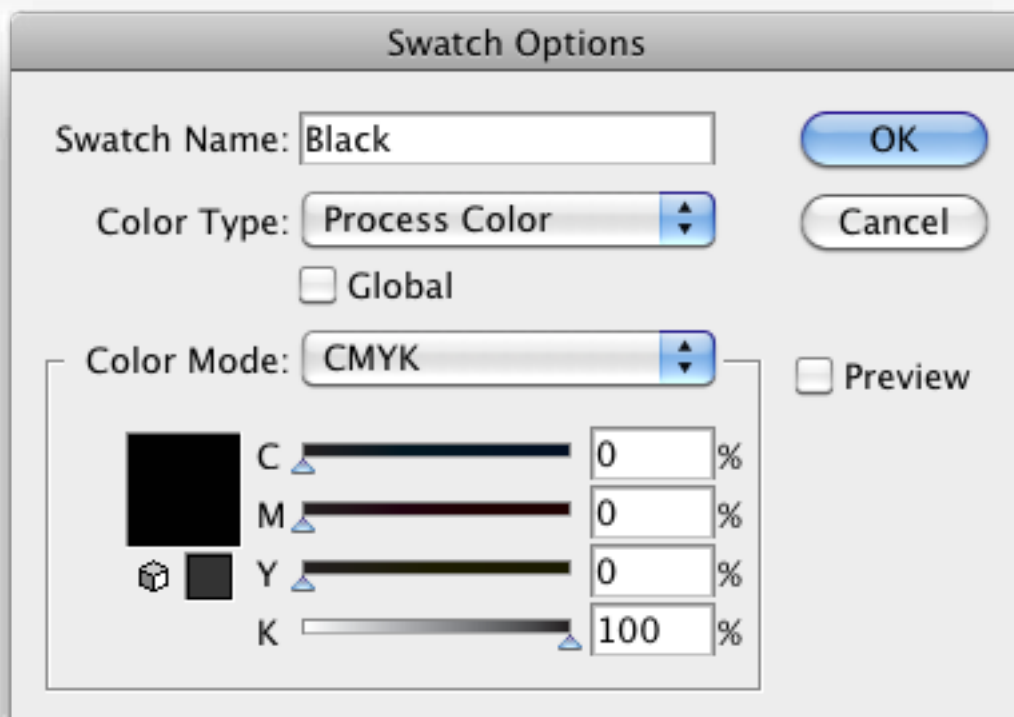 Swatch Options
Swatch Name: Black
OK
Color Type: Process Color
Cancel
Global
Color Mode: CMYK
Preview
C 0 %
M 0 %
Y 0 %
K 100 %